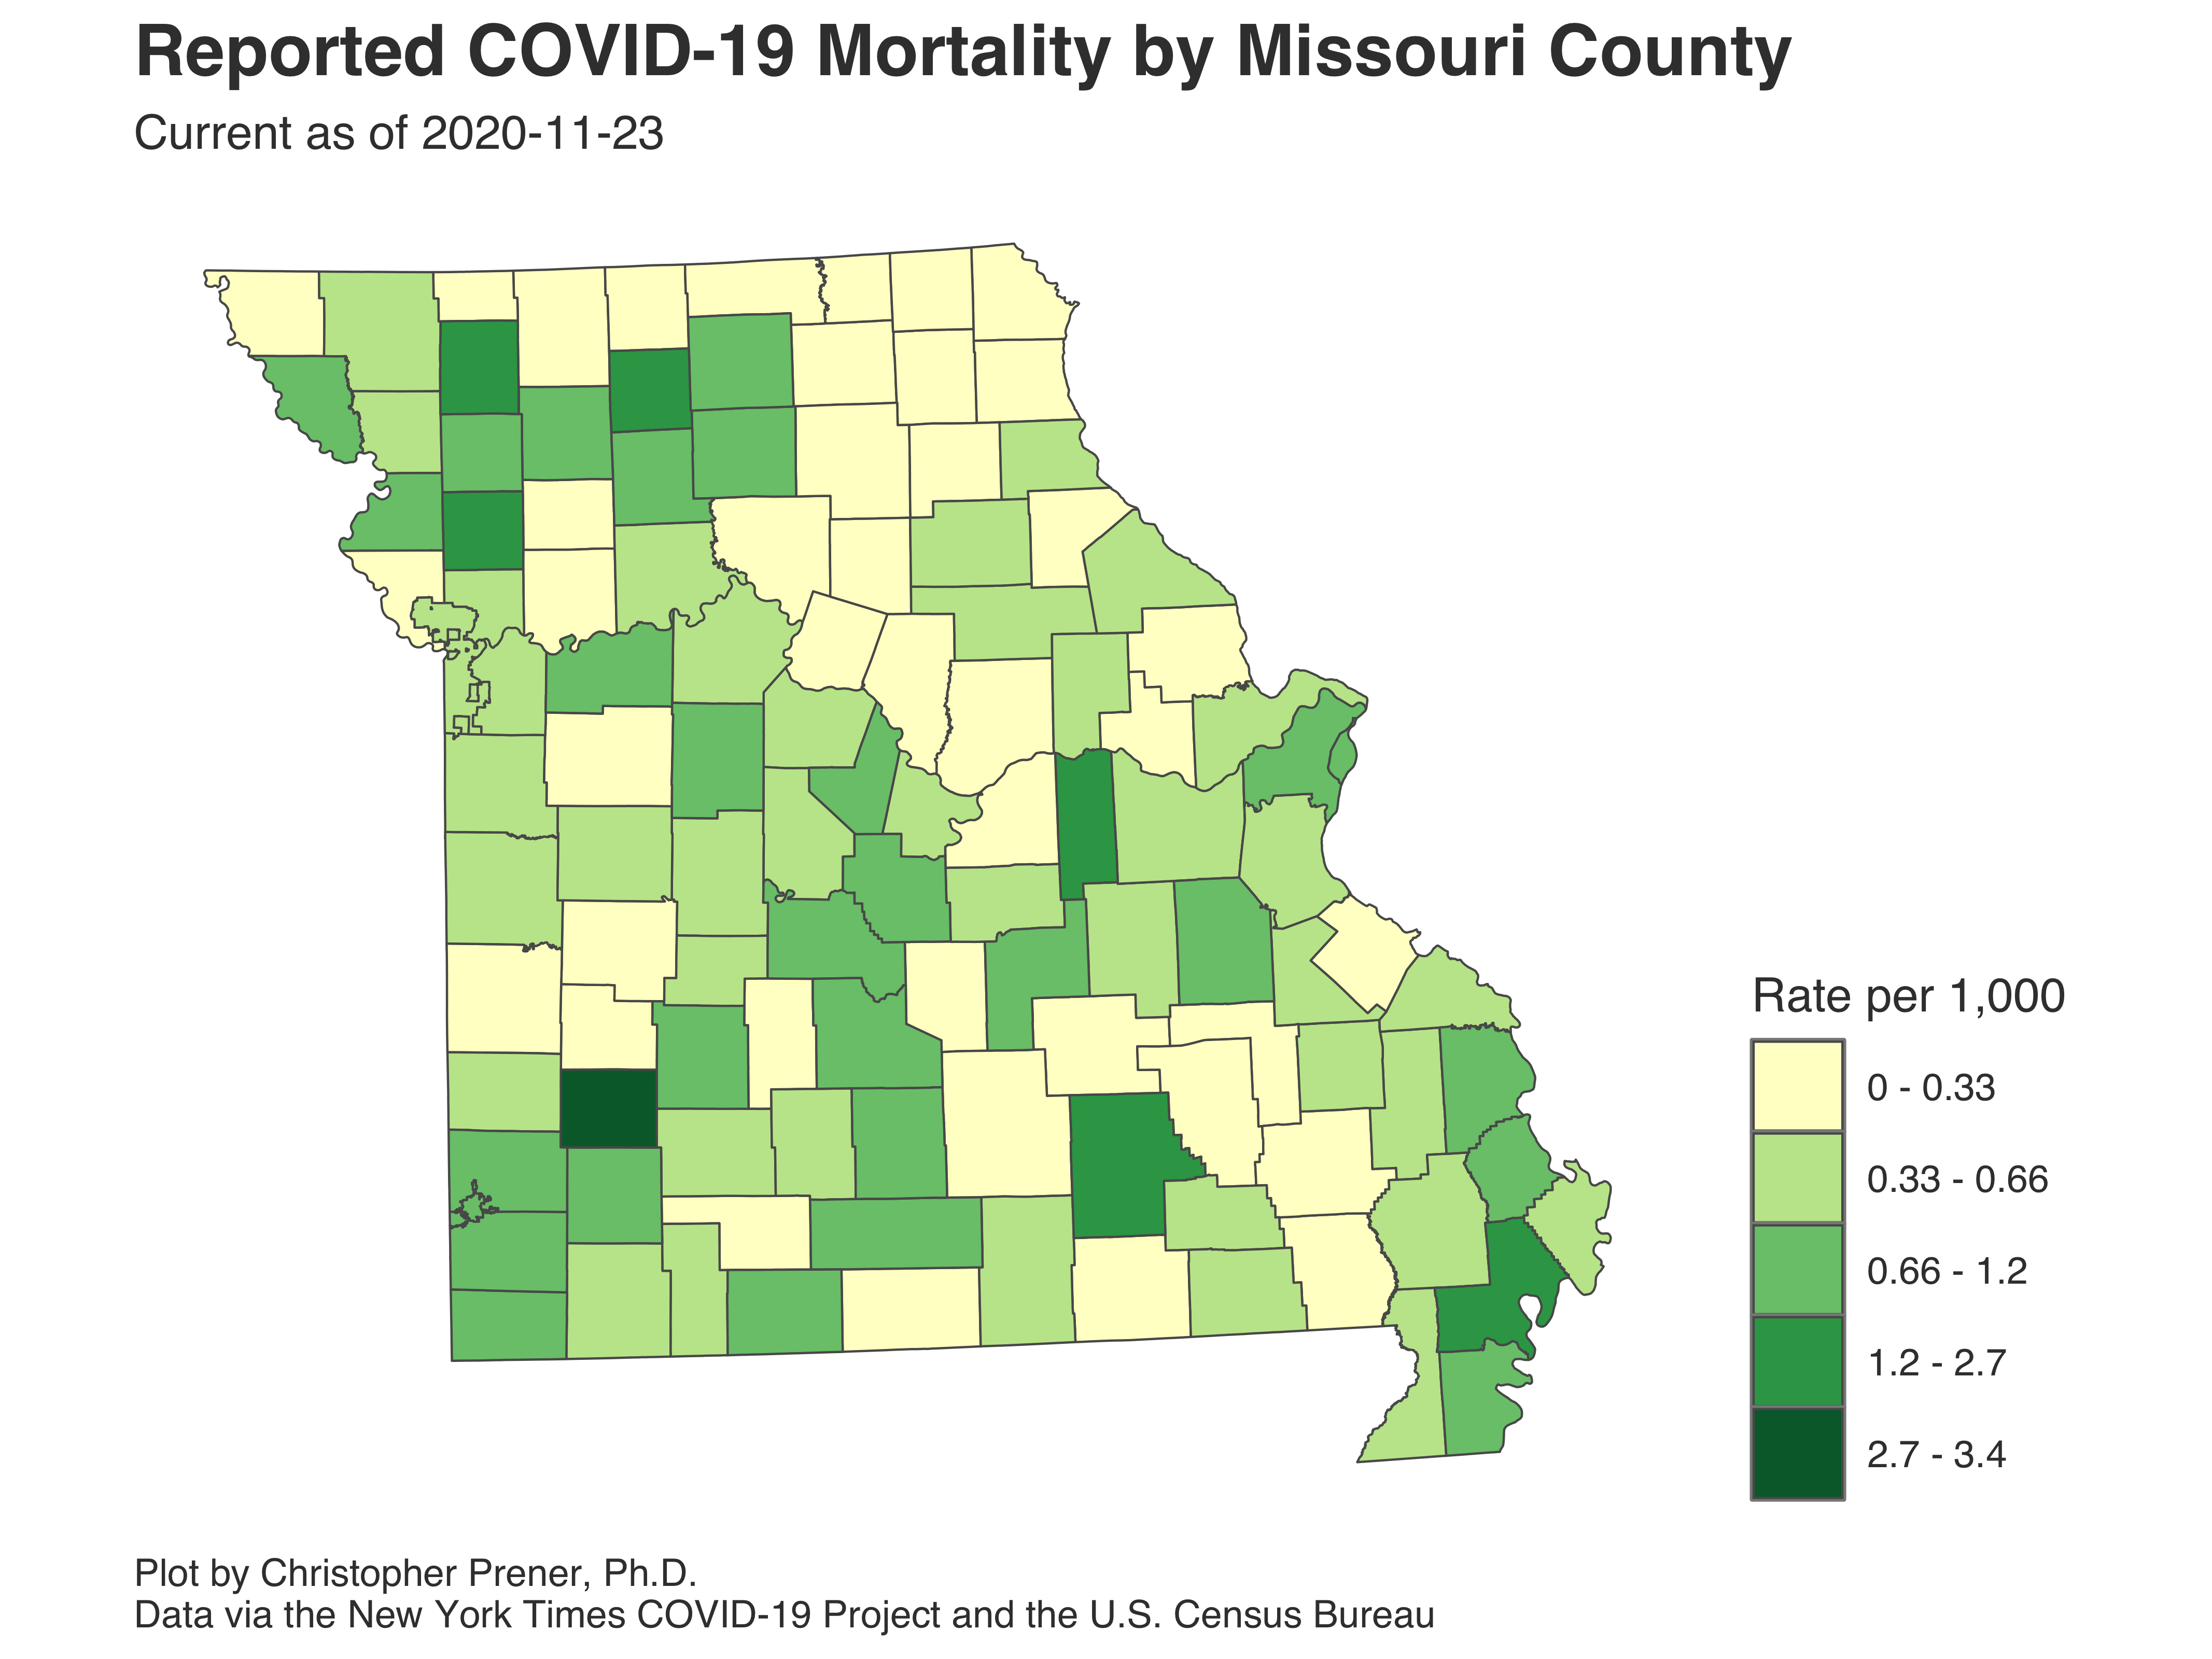 Reported COVID-19 Mortality by Missouri County
Current as of 2020-11-23
Rate per 1,000
0 - 0.33
0.33 - 0.66
0.66 - 1.2
1.2 - 2.7
2.7 - 3.4
Plot by Christopher Prener, Ph.D.
Data via the New York Times COVID-19 Project and the U.S. Census Bureau